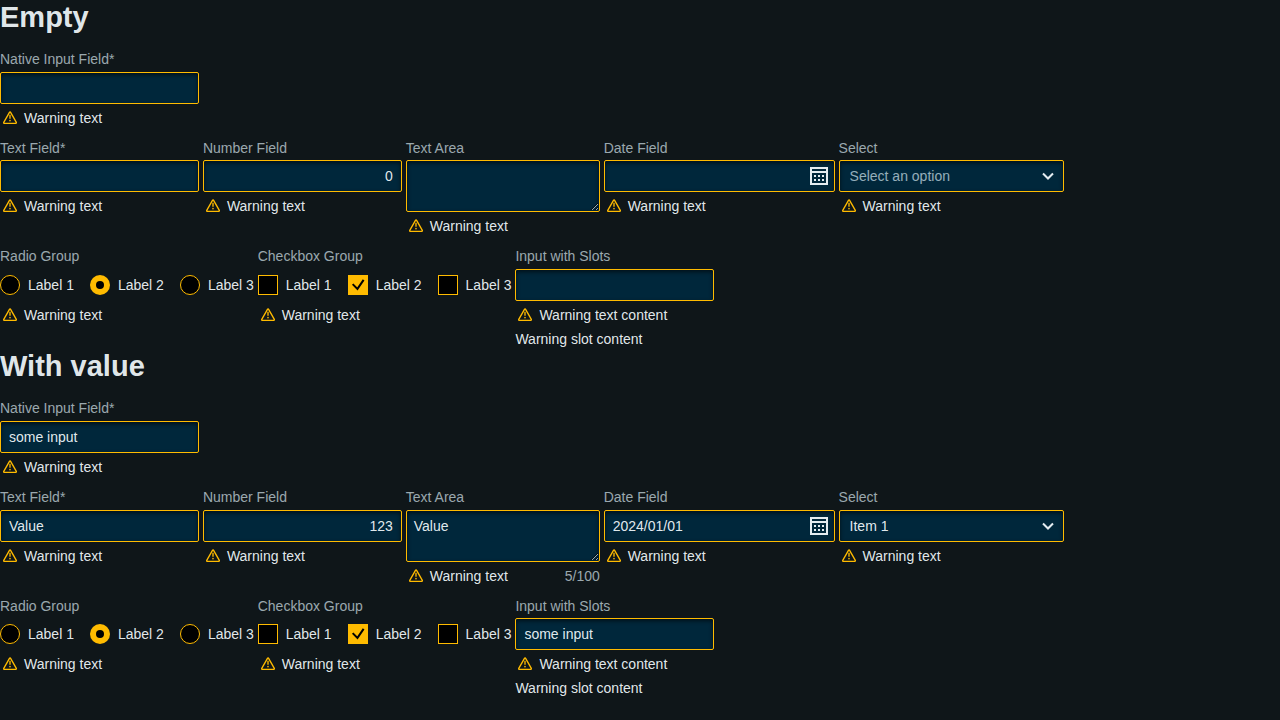 Empty
Native Input Field*
Warning text
Text Field* Number Field Text Area Date Field Select
0 Select an option
Warning text Warning text Warning text Warning text
Warning text
Radio Group Checkbox Group Input with Slots
Label 1 Label 2 Label 3 Label 1 Label 2 Label 3
Warning text Warning text Warning text content
Warning slot content
With value
Native Input Field*
some input
Warning text
Text Field* Number Field Text Area Date Field Select
Value 123 Value 2024/01/01 Item 1
Warning text Warning text Warning text Warning text
Warning text 5/100
Radio Group Checkbox Group Input with Slots
Label 1 Label 2 Label 3 Label 1 Label 2 Label 3 some input
Warning text Warning text Warning text content
Warning slot content